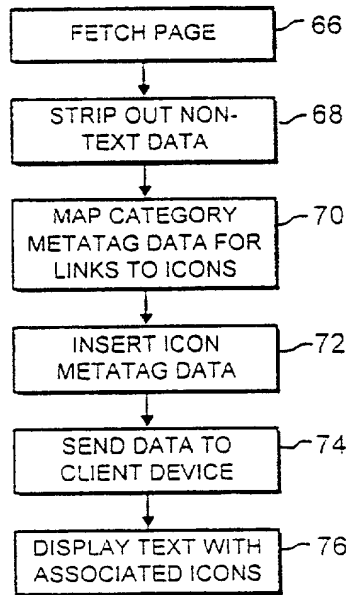 FETCH PAGE
66
STRIP OUT NON-
TEXT DATA
68
MAP CATEGORY
METATAG DATA FOR
LINKS TO ICONS
70
INSERT ICON
METATAG DATA
72
SEND DATA TO
CLIENT DEVICE
74
DISPLAY TEXT WITH
ASSOCIATED ICONS
76